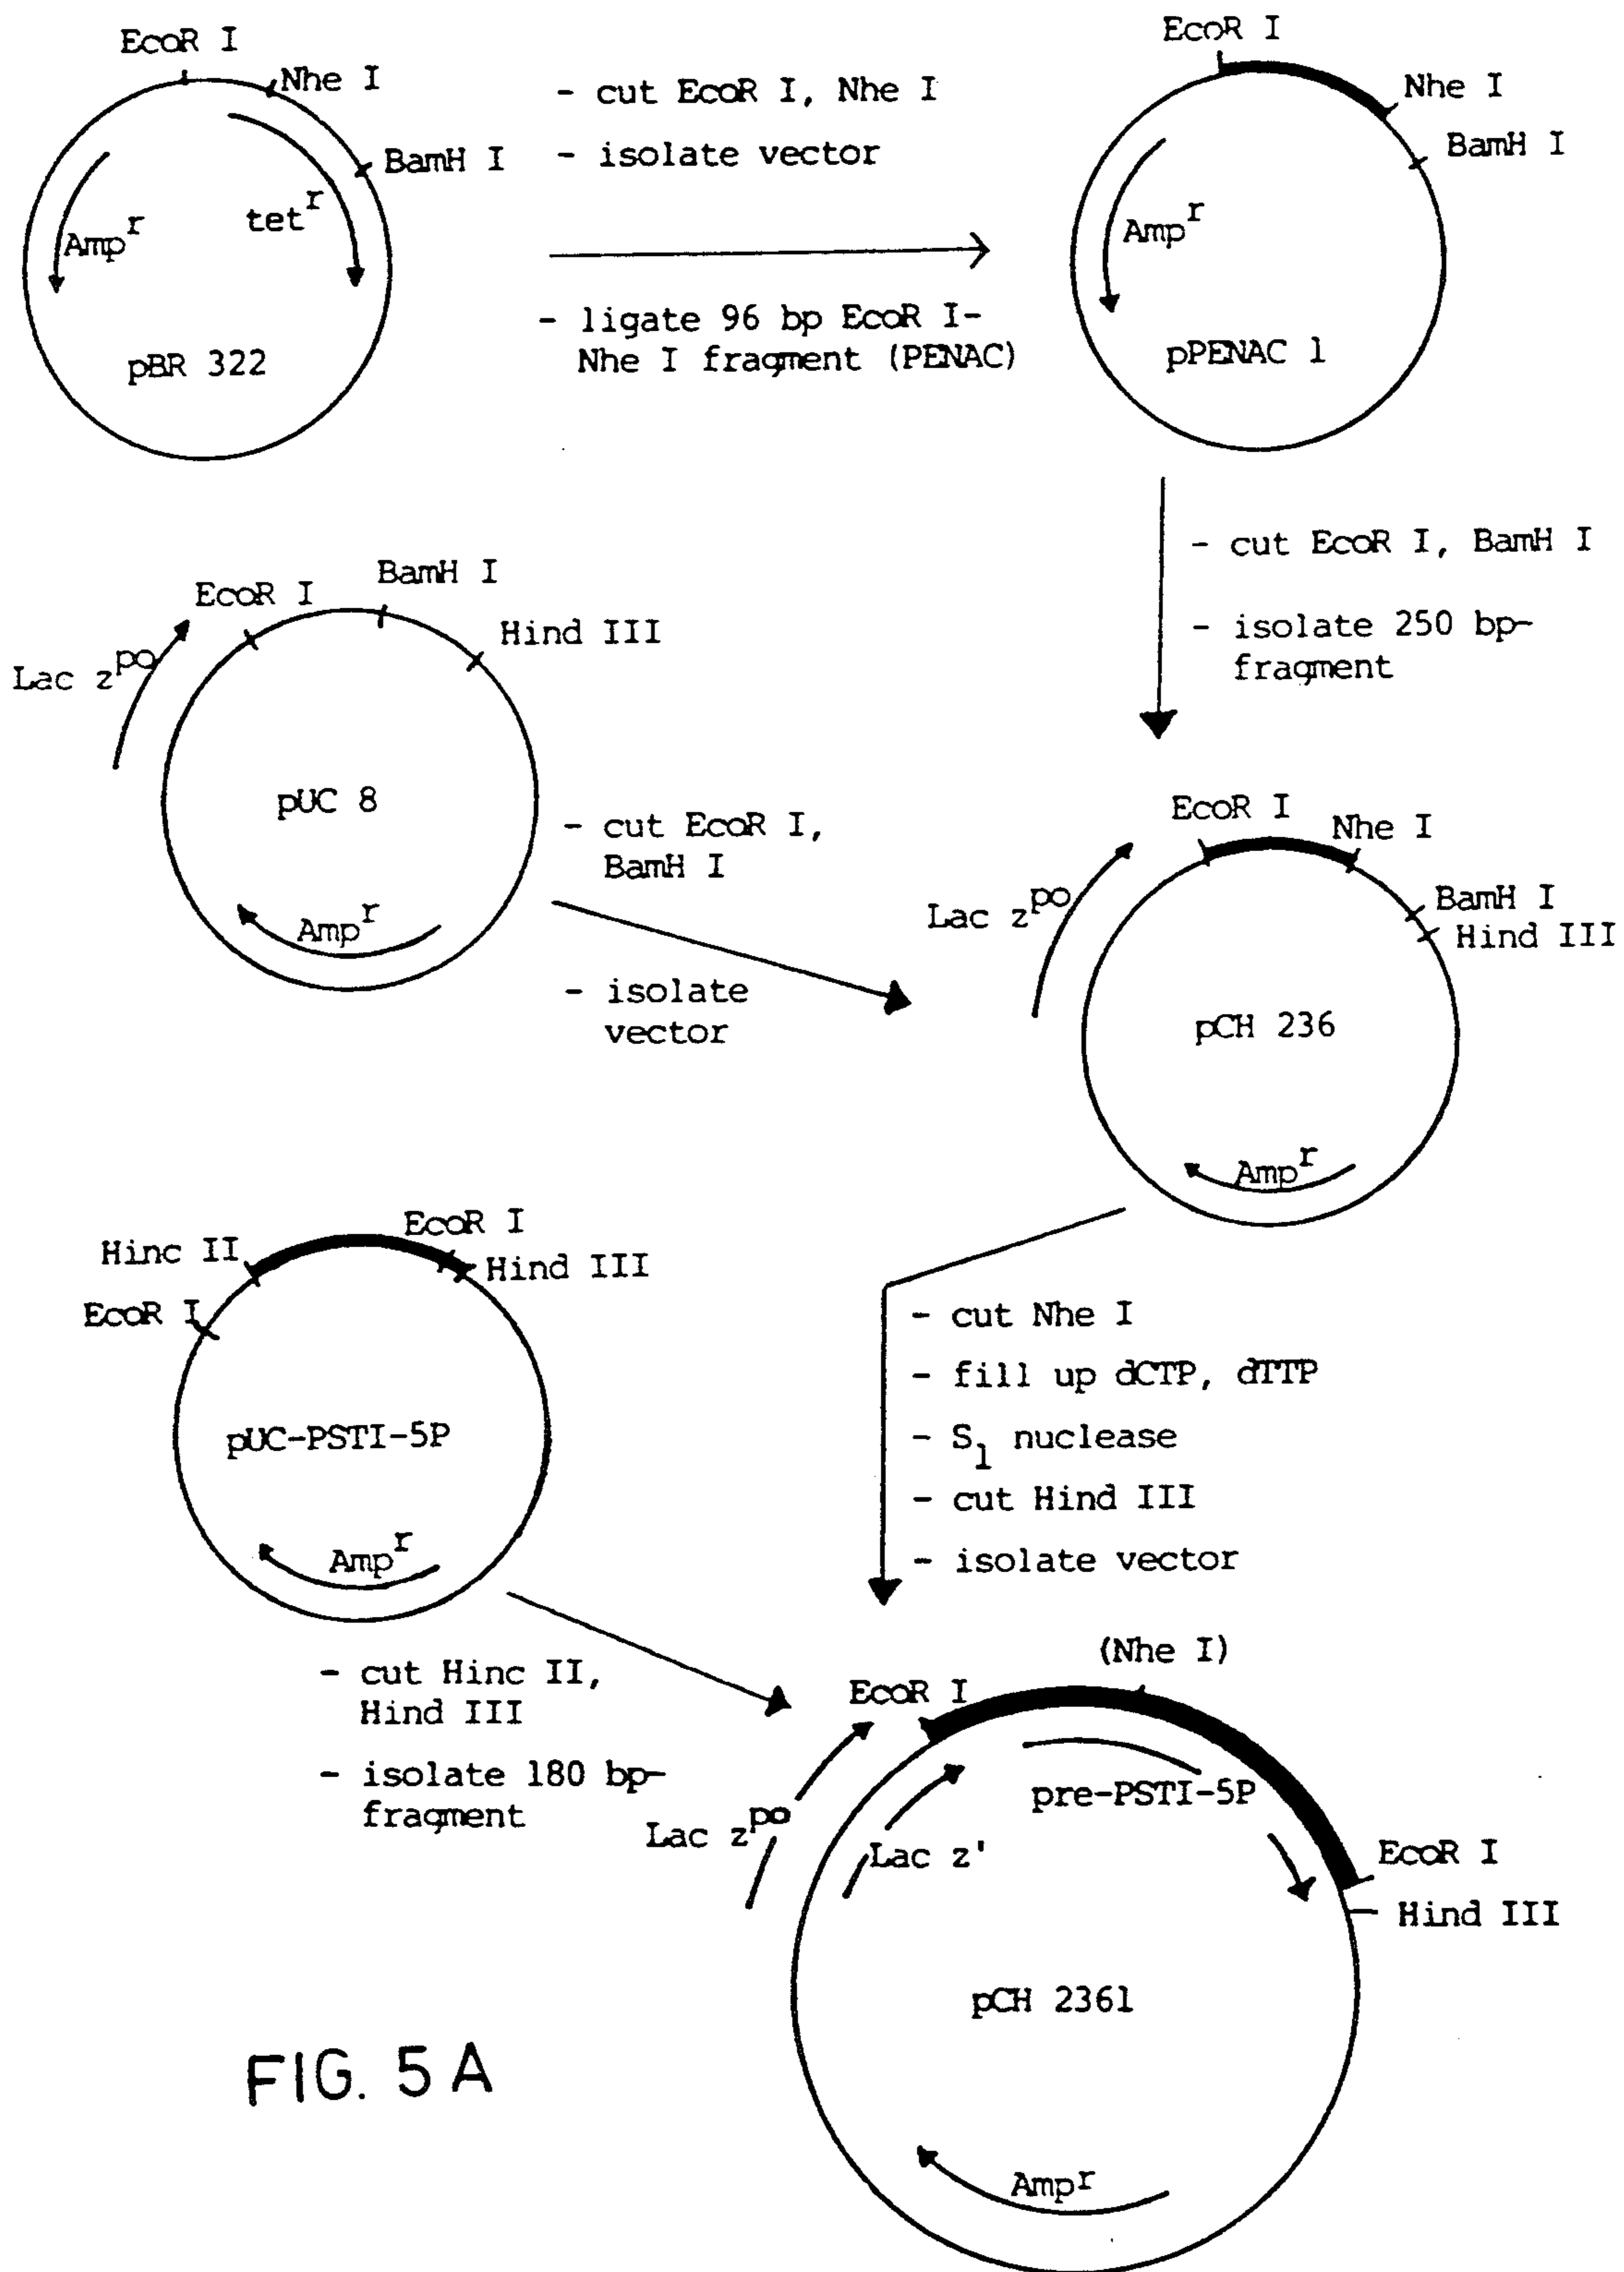 EcoR I
Nhe I
BamH I
Amp^r
tet^r
pBR 322
- cut EcoR I, Nhe I
- isolate vector
- ligate 96 bp EcoR I-
Nhe I fragment (PENAC)
EcoR I
Nhe I
BamH I
Amp^r
pPENAC 1
- cut EcoR I, BamH I
- isolate 250 bp-
fragment
Lac z^po
EcoR I
BamH I
Hind III
pUC 8
Amp^r
- cut EcoR I,
BamH I
- isolate
vector
Lac z^po
EcoR I
Nhe I
BamH I
Hind III
pCH 236
Amp^r
Hinc II
EcoR I
EcoR I
Hind III
pUC-PSTI-5P
Amp^r
- cut Nhe I
- fill up dCTP, dTTP
- S1 nuclease
- cut Hind III
- isolate vector
- cut Hinc II,
Hind III
- isolate 180 bp-
fragment
(Nhe I)
EcoR I
Lac z^po
Lac z'
pre-PSTI-5P
EcoR I
Hind III
pCH 2361
Amp^r
FIG. 5 A